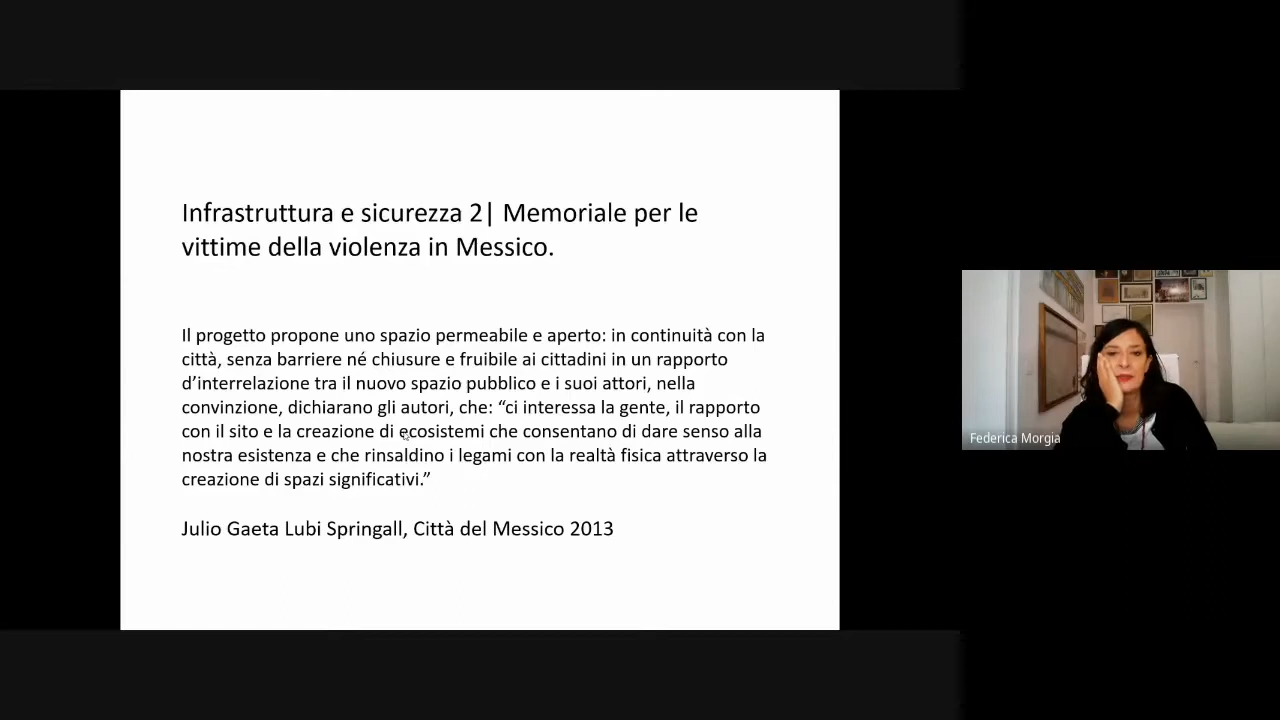 Infrastruttura e sicurezza 2| Memoriale per le
vittime della violenza in Messico.
Il progetto propone uno spazio permeabile e aperto: in continuità con la
città, senza barriere né chiusure e fruibile ai cittadini in un rapporto
d’interrelazione tra il nuovo spazio pubblico e i suoi attori, nella
convinzione, dichiarano gli autori, che: “ci interessa la gente, il rapporto
con il sito e la creazione di ecosistemi che consentano di dare senso alla
nostra esistenza e che rinsaldino i legami con la realtà fisica attraverso la
creazione di spazi significativi.”
Julio Gaeta Lubi Springall, Città del Messico 2013
Federica Morgia